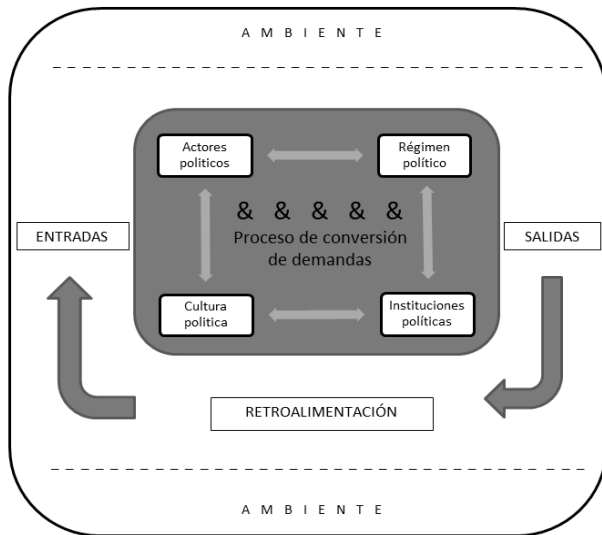 A M B I E N T E
Actores
politicos
Régimen
político
& & & & &
Proceso de conversión
de demandas
ENTRADAS
SALIDAS
Cultura
politica
Instituciones
políticas
RETROALIMENTACIÓN
A M B I E N T E